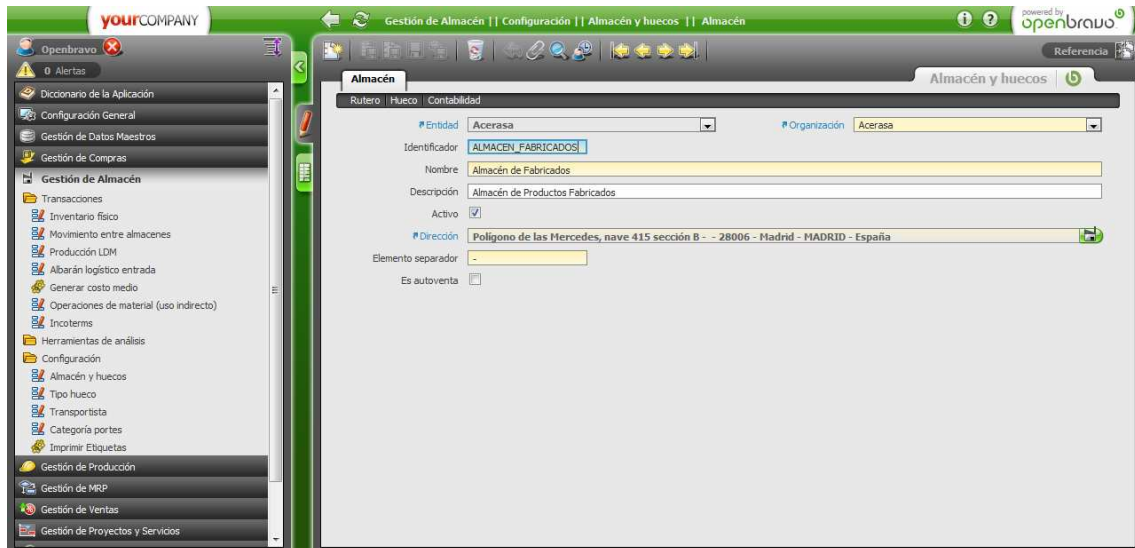 yourCOMPANY
Gestión de Almacén || Configuración || Almacén y huecos || Almacén
powered by
openbravo
Openbravo
0 Alertas
Referencia
Diccionario de la Aplicación
Configuración General
Gestión de Datos Maestros
Gestión de Compras
Gestión de Almacén
Transacciones
Inventario físico
Movimiento entre almacenes
Producción LDM
Albarán logístico entrada
Generar costo medio
Operaciones de material (uso indirecto)
Incoterms
Herramientas de análisis
Configuración
Almacén y huecos
Tipo hueco
Transportista
Categoría portes
Imprimir Etiquetas
Gestión de Producción
Gestión de MRP
Gestión de Ventas
Gestión de Proyectos y Servicios
Almacén
Almacén y huecos
Rutero Hueco Contabilidad
Entidad Acerasa Organización Acerasa
Identificador ALMACEN_FABRICADOS
Nombre Almacén de Fabricados
Descripción Almacén de Productos Fabricados
Activo
Dirección Polígono de las Mercedes, nave 415 sección B - - 28006 - Madrid - MADRID - España
Elemento separador -
Es autoventa